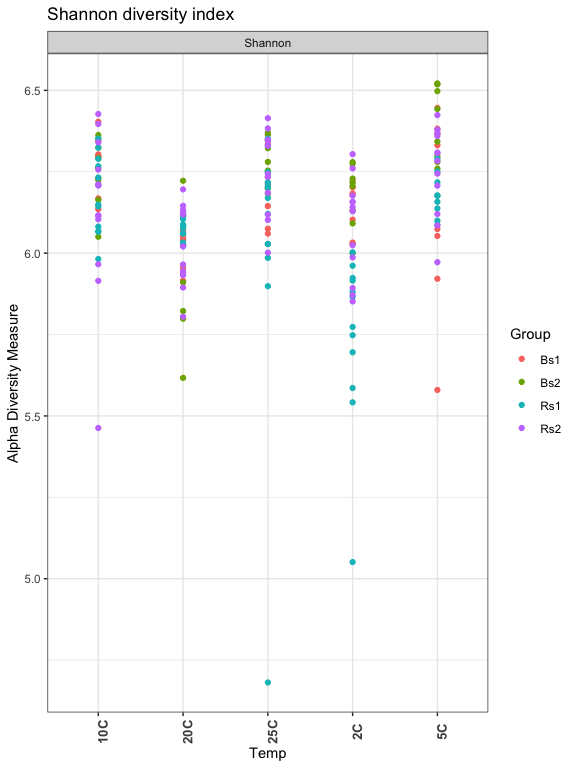 Shannon diversity index
Shannon
6.5
6.0
5.5
5.0
Alpha Diversity Measure
10C
20C
25C
2C
5C
Temp
Group
Bs1
Bs2
Rs1
Rs2